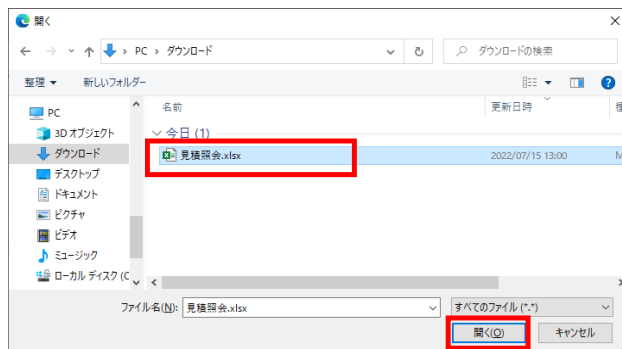 開く
PC › ダウンロード
ダウンロードの検索
整理 新しいフォルダー
名前 更新日時
PC
3D オブジェクト
今日 (1)
ダウンロード
見積照会.xlsx 2022/07/15 13:00 M
デスクトップ
ドキュメント
ピクチャ
ビデオ
ミュージック
ローカル ディスク (C
ファイル名(N): 見積照会.xlsx すべてのファイル (*.*)
開く(O) キャンセル